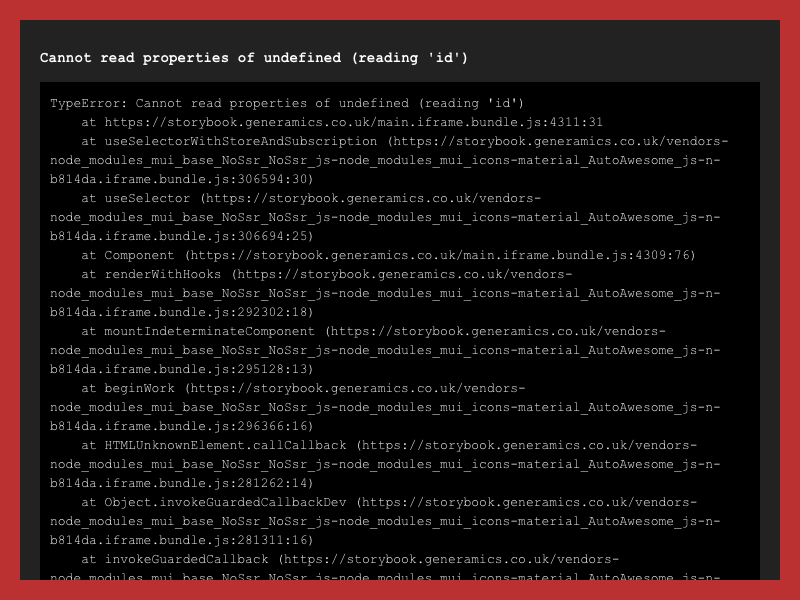 Cannot read properties of undefined (reading 'id')
TypeError: Cannot read properties of undefined (reading 'id')
    at https://storybook.generamics.co.uk/main.iframe.bundle.js:4311:31
    at useSelectorWithStoreAndSubscription (https://storybook.generamics.co.uk/vendors-
node_modules_mui_base_NoSsr_NoSsr_js-node_modules_mui_icons-material_AutoAwesome_js-n-
b814da.iframe.bundle.js:306594:30)
    at useSelector (https://storybook.generamics.co.uk/vendors-
node_modules_mui_base_NoSsr_NoSsr_js-node_modules_mui_icons-material_AutoAwesome_js-n-
b814da.iframe.bundle.js:306694:25)
    at Component (https://storybook.generamics.co.uk/main.iframe.bundle.js:4309:76)
    at renderWithHooks (https://storybook.generamics.co.uk/vendors-
node_modules_mui_base_NoSsr_NoSsr_js-node_modules_mui_icons-material_AutoAwesome_js-n-
b814da.iframe.bundle.js:292302:18)
    at mountIndeterminateComponent (https://storybook.generamics.co.uk/vendors-
node_modules_mui_base_NoSsr_NoSsr_js-node_modules_mui_icons-material_AutoAwesome_js-n-
b814da.iframe.bundle.js:295128:13)
    at beginWork (https://storybook.generamics.co.uk/vendors-
node_modules_mui_base_NoSsr_NoSsr_js-node_modules_mui_icons-material_AutoAwesome_js-n-
b814da.iframe.bundle.js:296366:16)
    at HTMLUnknownElement.callCallback (https://storybook.generamics.co.uk/vendors-
node_modules_mui_base_NoSsr_NoSsr_js-node_modules_mui_icons-material_AutoAwesome_js-n-
b814da.iframe.bundle.js:281262:14)
    at Object.invokeGuardedCallbackDev (https://storybook.generamics.co.uk/vendors-
node_modules_mui_base_NoSsr_NoSsr_js-node_modules_mui_icons-material_AutoAwesome_js-n-
b814da.iframe.bundle.js:281311:16)
    at invokeGuardedCallback (https://storybook.generamics.co.uk/vendors-
node_modules_mui_base_NoSsr_NoSsr_js-node_modules_mui_icons-material_AutoAwesome_js-n-